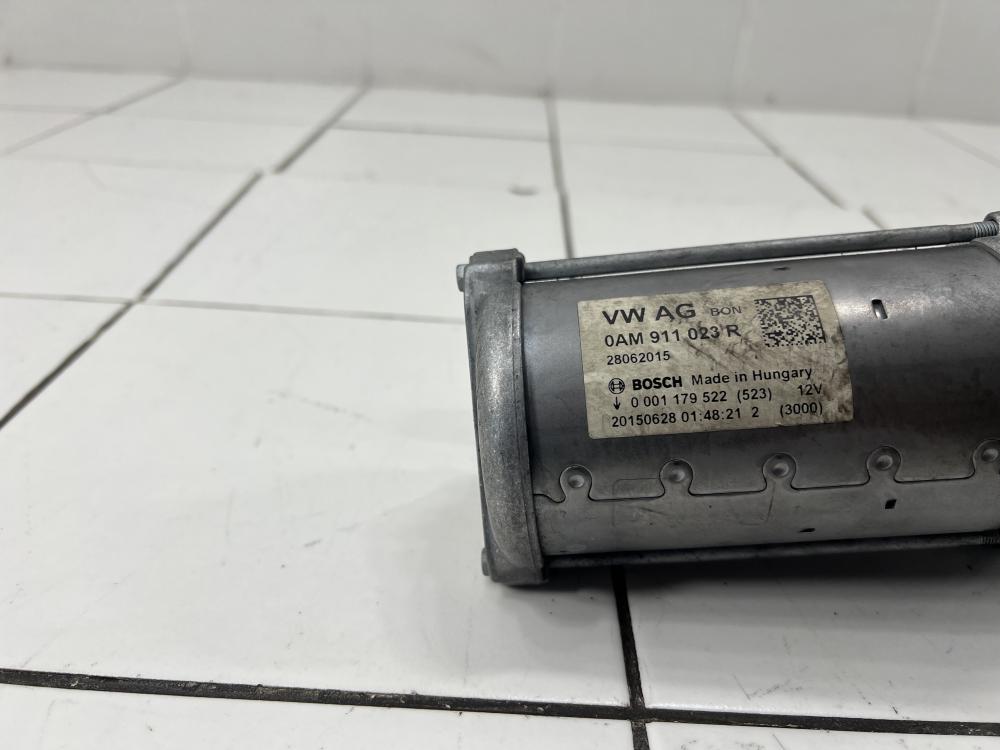 VW AG BON
0AM 911 023 R
28062015
BOSCH Made in Hungary
↓ 0 001 179 522 (523) 12V
20150628 01:48:21 2 (3000)